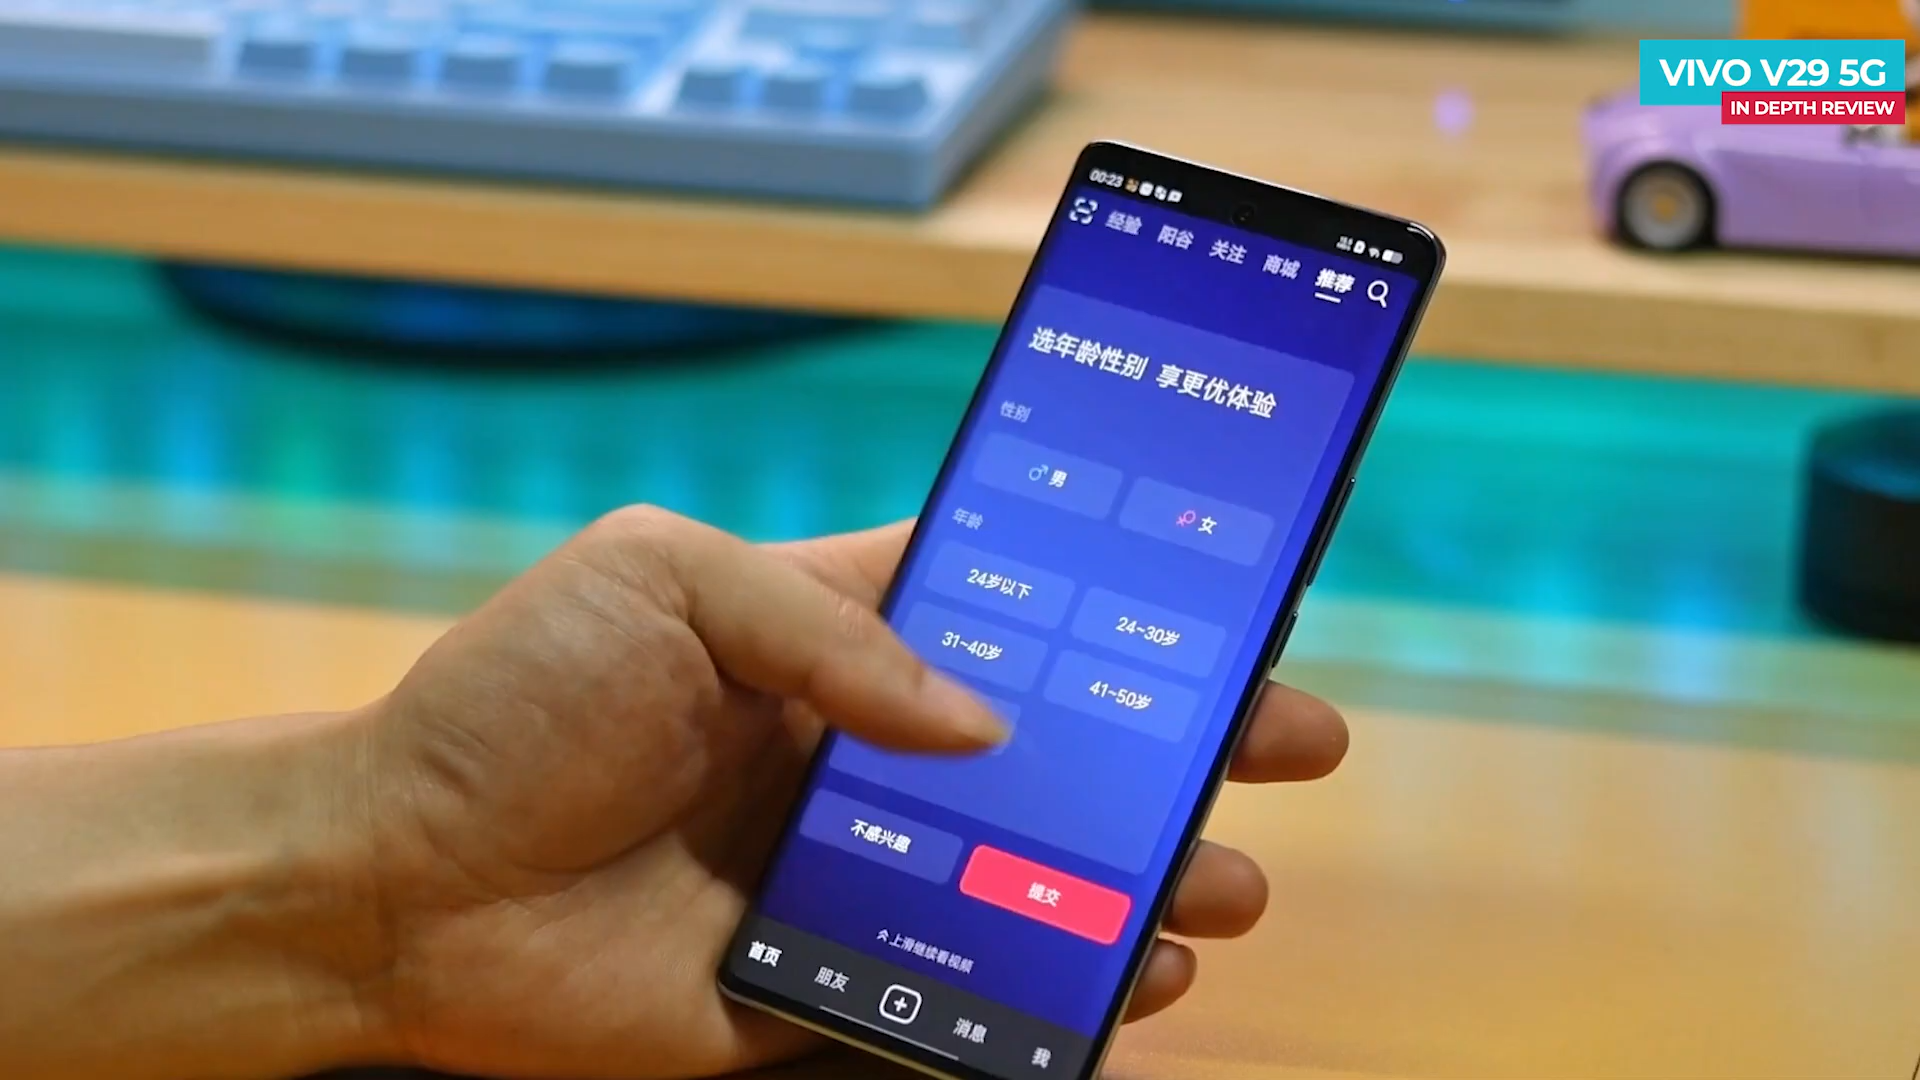 VIVO V29 5G
IN DEPTH REVIEW
00:23
经验 阳谷 关注 商城 推荐
选年龄性别 享更优体验
性别
男 女
年龄
24岁以下 24~30岁
31~40岁 41~50岁
不感兴趣 提交
上滑继续看视频
首页 朋友 消息 我